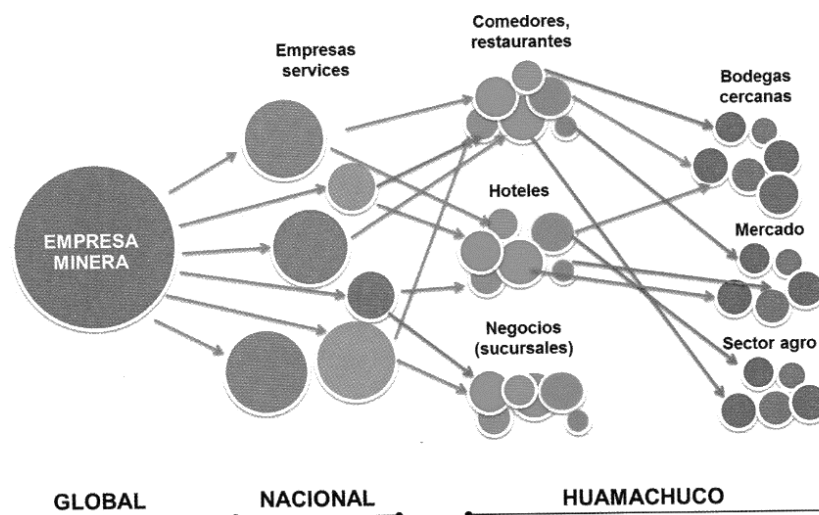 Empresas
services
Comedores,
restaurantes
Bodegas
cercanas
EMPRESA
MINERA
Hoteles
Mercado
Negocios
(sucursales)
Sector agro
GLOBAL
NACIONAL
HUAMACHUCO